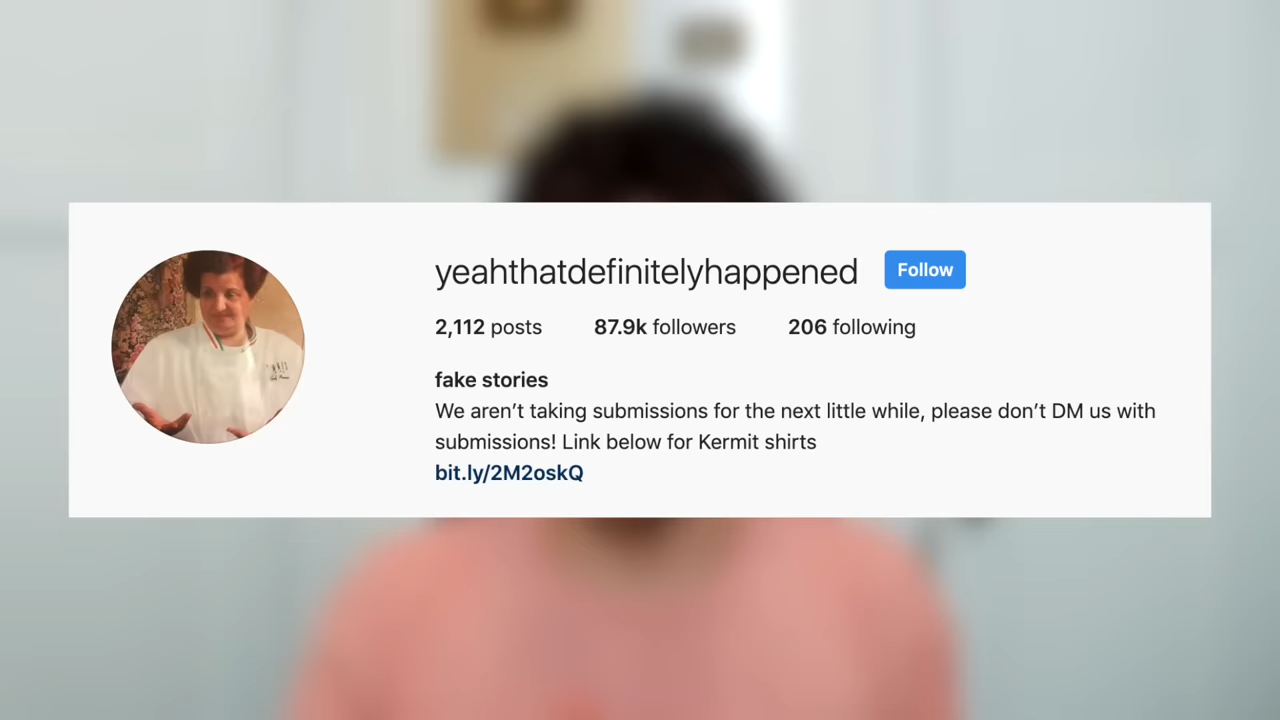 yeahthatdefinitelyhappened Follow
2,112 posts 87.9k followers 206 following
fake stories
We aren’t taking submissions for the next little while, please don’t DM us with
submissions! Link below for Kermit shirts
bit.ly/2M2oskQ